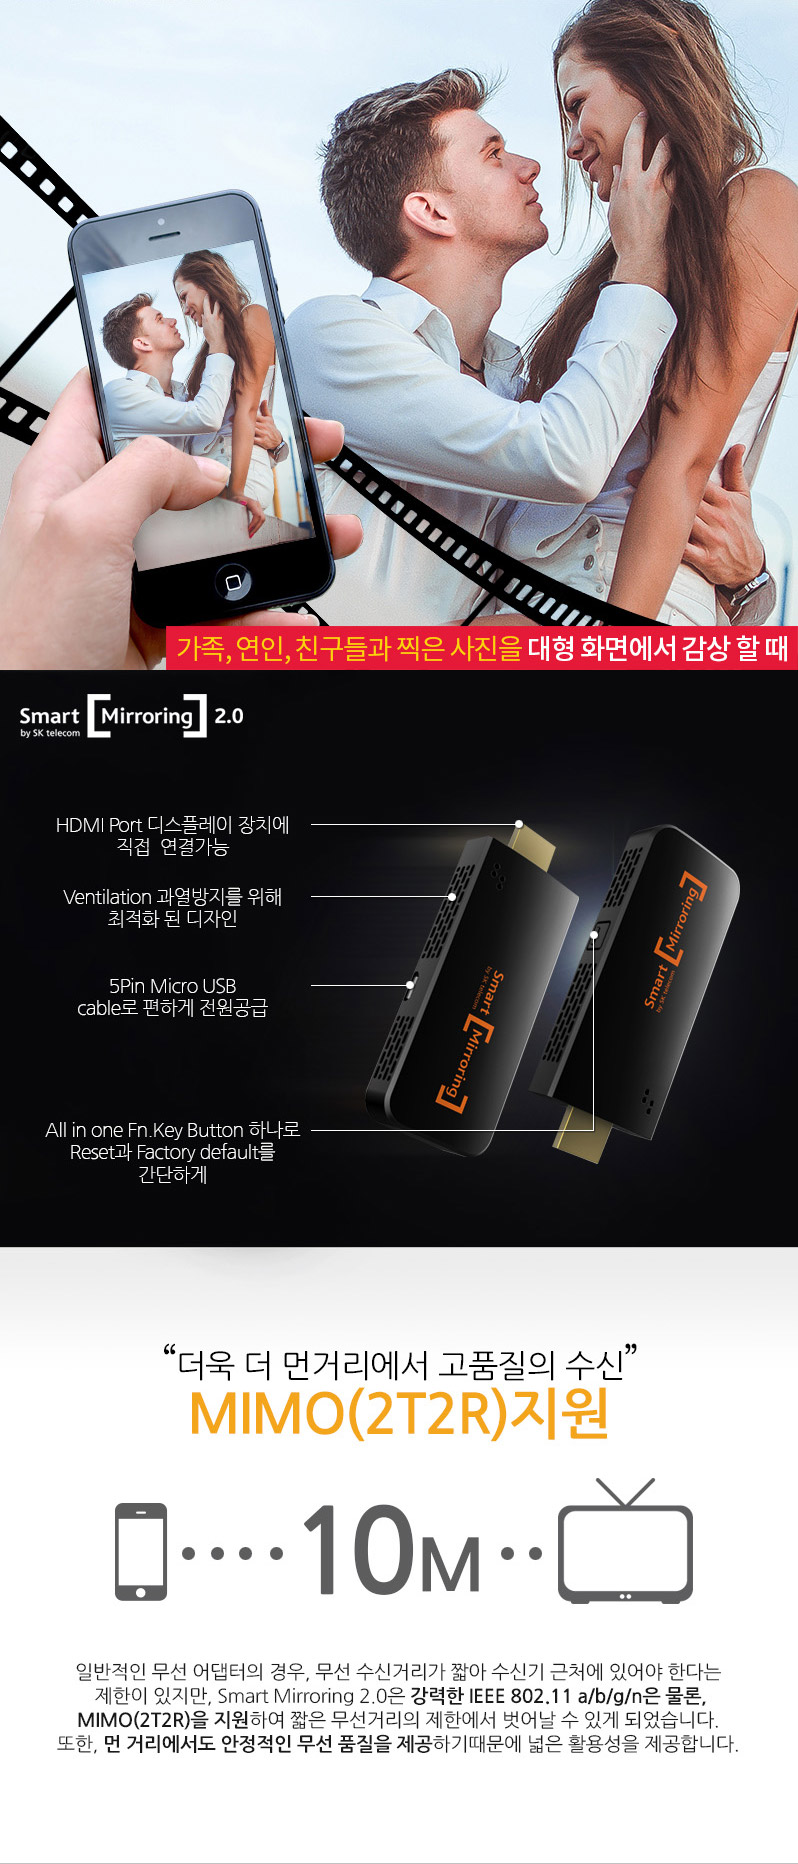 가족, 연인, 친구들과 찍은 사진을 대형 화면에서 감상 할 때
Smart [Mirroring] 2.0
by SK telecom
HDMI Port 디스플레이 장치에
직접 연결가능
Ventilation 과열방지를 위해
최적화 된 디자인
5Pin Micro USB
cable로 편하게 전원공급
All in one Fn.Key Button 하나로
Reset과 Factory default를
간단하게
Smart [Mirroring]
by SK telecom
Smart [Mirroring]
by SK telecom
“더욱 더 먼거리에서 고품질의 수신”
MIMO(2T2R)지원
10M
일반적인 무선 어댑터의 경우, 무선 수신거리가 짧아 수신기 근처에 있어야 한다는
제한이 있지만, Smart Mirroring 2.0은 강력한 IEEE 802.11 a/b/g/n은 물론,
MIMO(2T2R)을 지원하여 짧은 무선거리의 제한에서 벗어날 수 있게 되었습니다.
또한, 먼 거리에서도 안정적인 무선 품질을 제공하기때문에 넓은 활용성을 제공합니다.